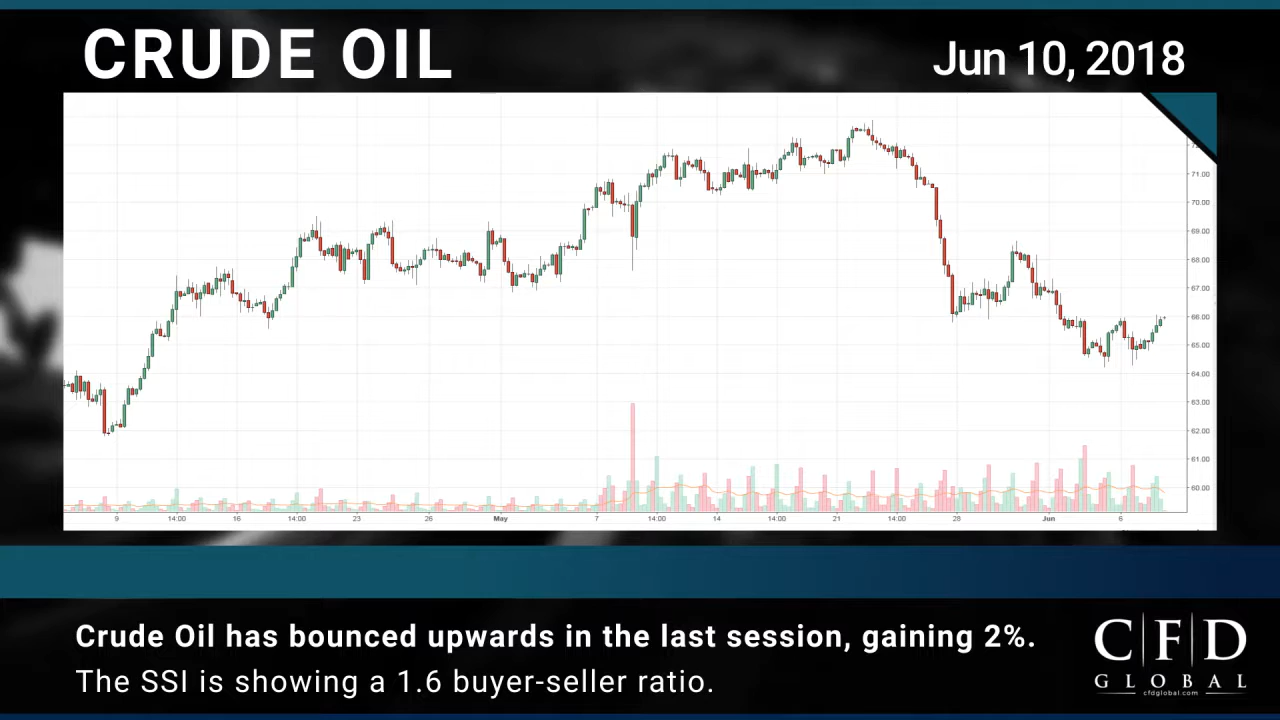 CRUDE OIL
Jun 10, 2018
71.00
70.00
69.00
68.00
67.00
66.00
65.00
64.00
63.00
62.00
61.00
60.00
9 14:00 16 14:00 23 26 May 7 14:00 14 14:00 21 14:00 28 Jun 6
Crude Oil has bounced upwards in the last session, gaining 2%.
The SSI is showing a 1.6 buyer-seller ratio.
CFD
GLOBAL
cfdglobal.com